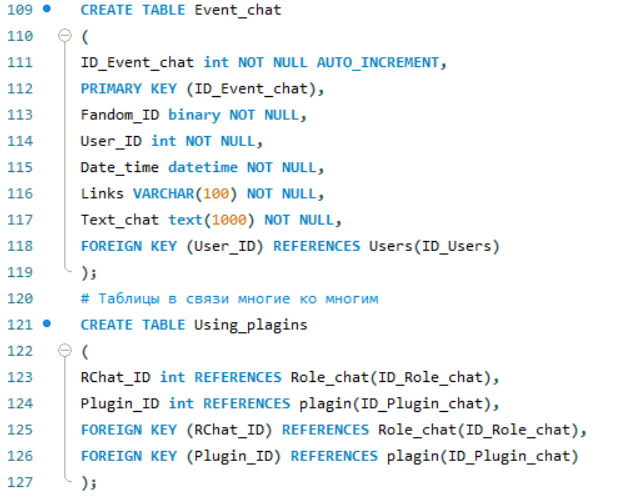 109 CREATE TABLE Event_chat
110 (
111 ID_Event_chat int NOT NULL AUTO_INCREMENT,
112 PRIMARY KEY (ID_Event_chat),
113 Fandom_ID binary NOT NULL,
114 User_ID int NOT NULL,
115 Date_time datetime NOT NULL,
116 Links VARCHAR(100) NOT NULL,
117 Text_chat text(1000) NOT NULL,
118 FOREIGN KEY (User_ID) REFERENCES Users(ID_Users)
119 );
120 # Таблицы в связи многие ко многим
121 CREATE TABLE Using_plagins
122 (
123 RChat_ID int REFERENCES Role_chat(ID_Role_chat),
124 Plugin_ID int REFERENCES plagin(ID_Plugin_chat),
125 FOREIGN KEY (RChat_ID) REFERENCES Role_chat(ID_Role_chat),
126 FOREIGN KEY (Plugin_ID) REFERENCES plagin(ID_Plugin_chat)
127 );